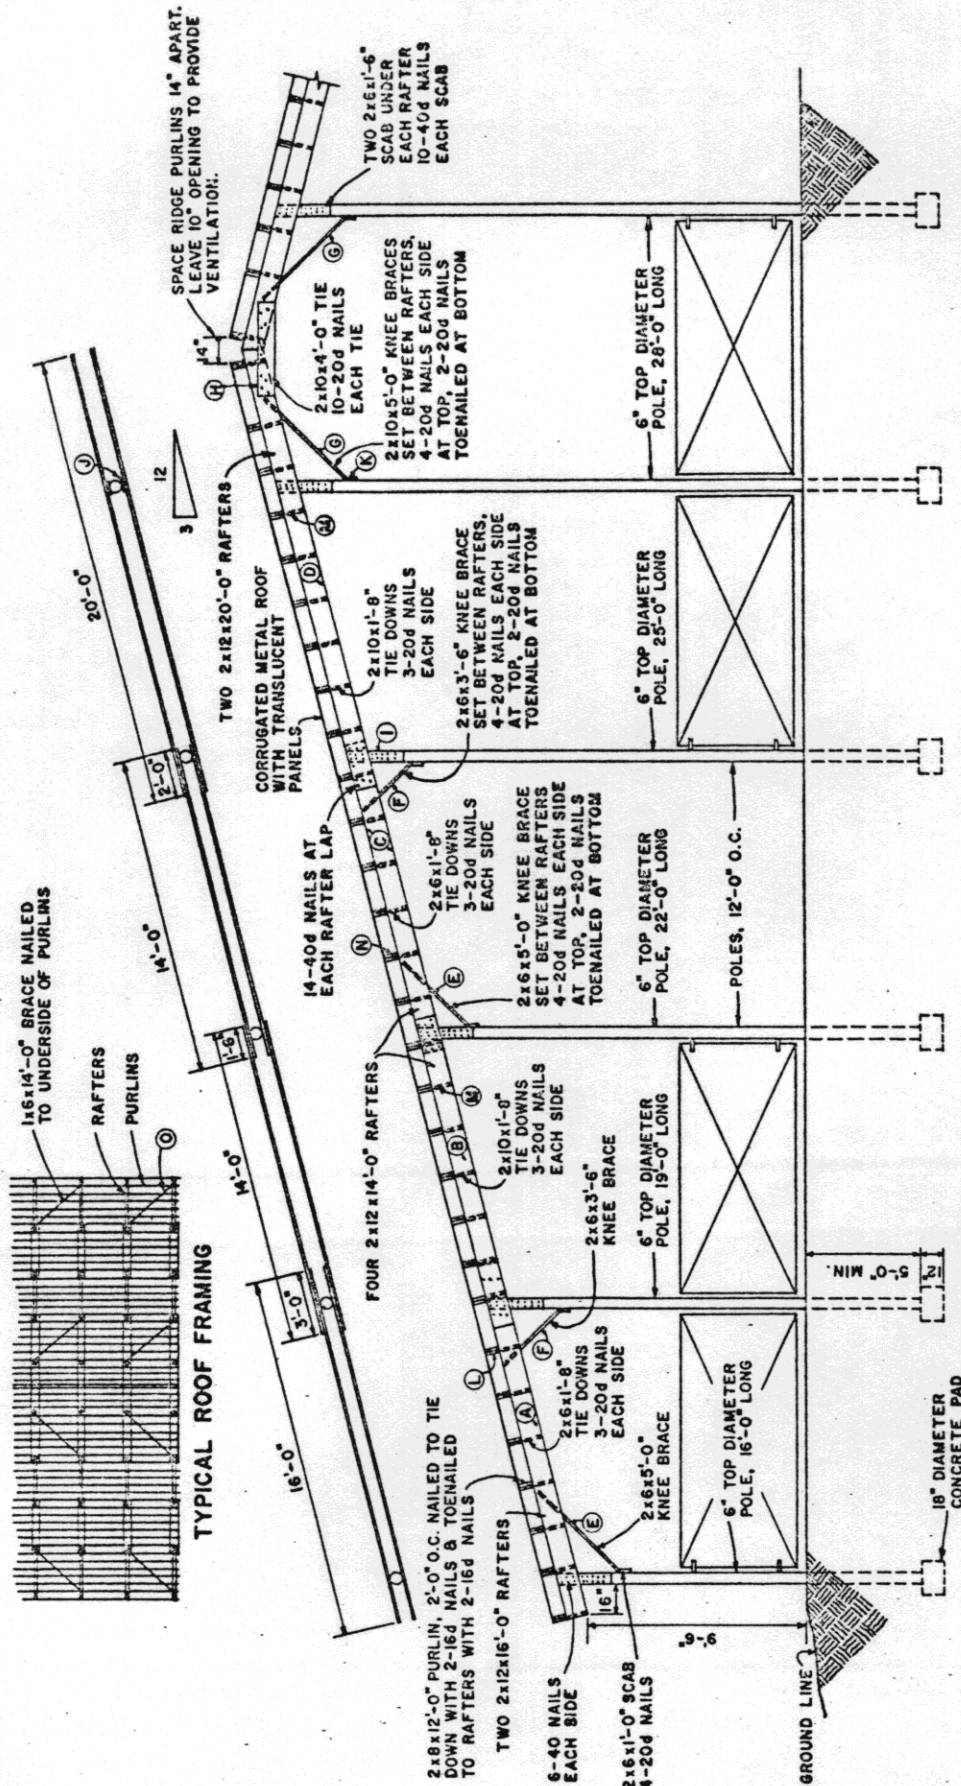 1x6x14'-0" BRACE NAILED
TO UNDERSIDE OF PURLINS
RAFTERS
PURLINS
O
TYPICAL ROOF FRAMING
20'-0"
2'-0"
14'-0"
1'-6"
14'-0"
3'-0"
16'-0"
J
12
3
SPACE RIDGE PURLINS 14" APART.
LEAVE 10" OPENING TO PROVIDE
VENTILATION.
14"
H
TWO 2x12x20'-0" RAFTERS
CORRUGATED METAL ROOF
WITH TRANSLUCENT
PANELS
14-40d NAILS AT
EACH RAFTER LAP
FOUR 2x12x14'-0" RAFTERS
2x8x12'-0" PURLIN, 2'-0" O.C. NAILED TO TIE
DOWN WITH 2-16d NAILS & TOENAILED
TO RAFTERS WITH 2-16d NAILS
TWO 2x12x16'-0" RAFTERS
6-40 NAILS
EACH SIDE
2x6x1'-0" SCAB
4-20d NAILS
16"
9'-6"
GROUND LINE
E
2x6x5'-0"
KNEE BRACE
A
2x6x1'-8"
TIE DOWNS
3-20d NAILS
EACH SIDE
L
F
2x6x3'-6"
KNEE BRACE
B
2x10x1'-8"
TIE DOWNS
3-20d NAILS
EACH SIDE
M
N
E
2x6x5'-0" KNEE BRACE
SET BETWEEN RAFTERS
4-20d NAILS EACH SIDE
AT TOP, 2-20d NAILS
TOENAILED AT BOTTOM
C
2x6x1'-8"
TIE DOWNS
3-20d NAILS
EACH SIDE
F
I
2x6x3'-6" KNEE BRACE
SET BETWEEN RAFTERS,
4-20d NAILS EACH SIDE
AT TOP, 2-20d NAILS
TOENAILED AT BOTTOM
2x10x1'-8"
TIE DOWNS
3-20d NAILS
EACH SIDE
D
M
K
G
2x10x5'-0" KNEE BRACES
SET BETWEEN RAFTERS,
4-20d NAILS EACH SIDE
AT TOP, 2-20d NAILS
TOENAILED AT BOTTOM
2x10x4'-0" TIE
10-20d NAILS
EACH TIE
G
TWO 2x6x1'-6"
SCAB UNDER
EACH RAFTER
10-40d NAILS
EACH SCAB
6" TOP DIAMETER
POLE, 16'-0" LONG
6" TOP DIAMETER
POLE, 19'-0" LONG
6" TOP DIAMETER
POLE, 22'-0" LONG
POLES, 12'-0" O.C.
6" TOP DIAMETER
POLE, 25'-0" LONG
6" TOP DIAMETER
POLE, 28'-0" LONG
5'-0" MIN.
12"
18" DIAMETER
CONCRETE PAD